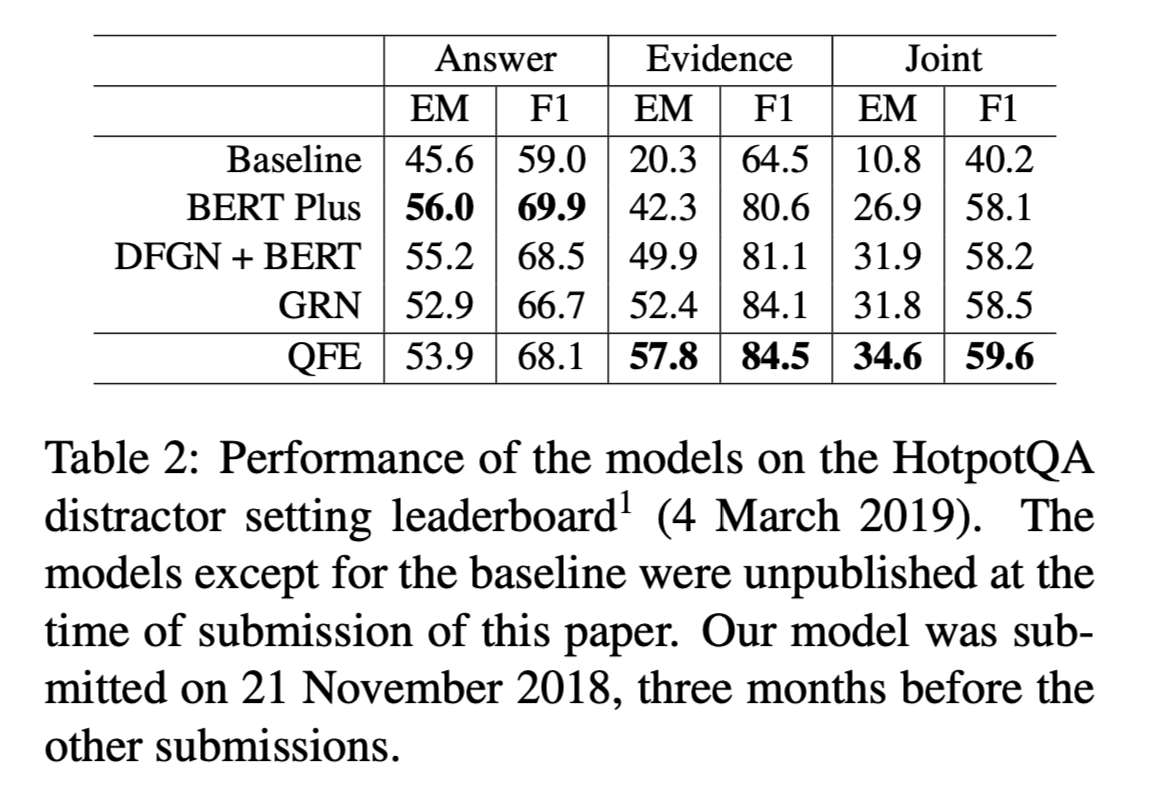 Answer Evidence Joint
EM F1 EM F1 EM F1
Baseline 45.6 59.0 20.3 64.5 10.8 40.2
BERT Plus 56.0 69.9 42.3 80.6 26.9 58.1
DFGN + BERT 55.2 68.5 49.9 81.1 31.9 58.2
GRN 52.9 66.7 52.4 84.1 31.8 58.5
QFE 53.9 68.1 57.8 84.5 34.6 59.6
Table 2: Performance of the models on the HotpotQA
distractor setting leaderboard¹ (4 March 2019). The
models except for the baseline were unpublished at the
time of submission of this paper. Our model was sub-
mitted on 21 November 2018, three months before the
other submissions.